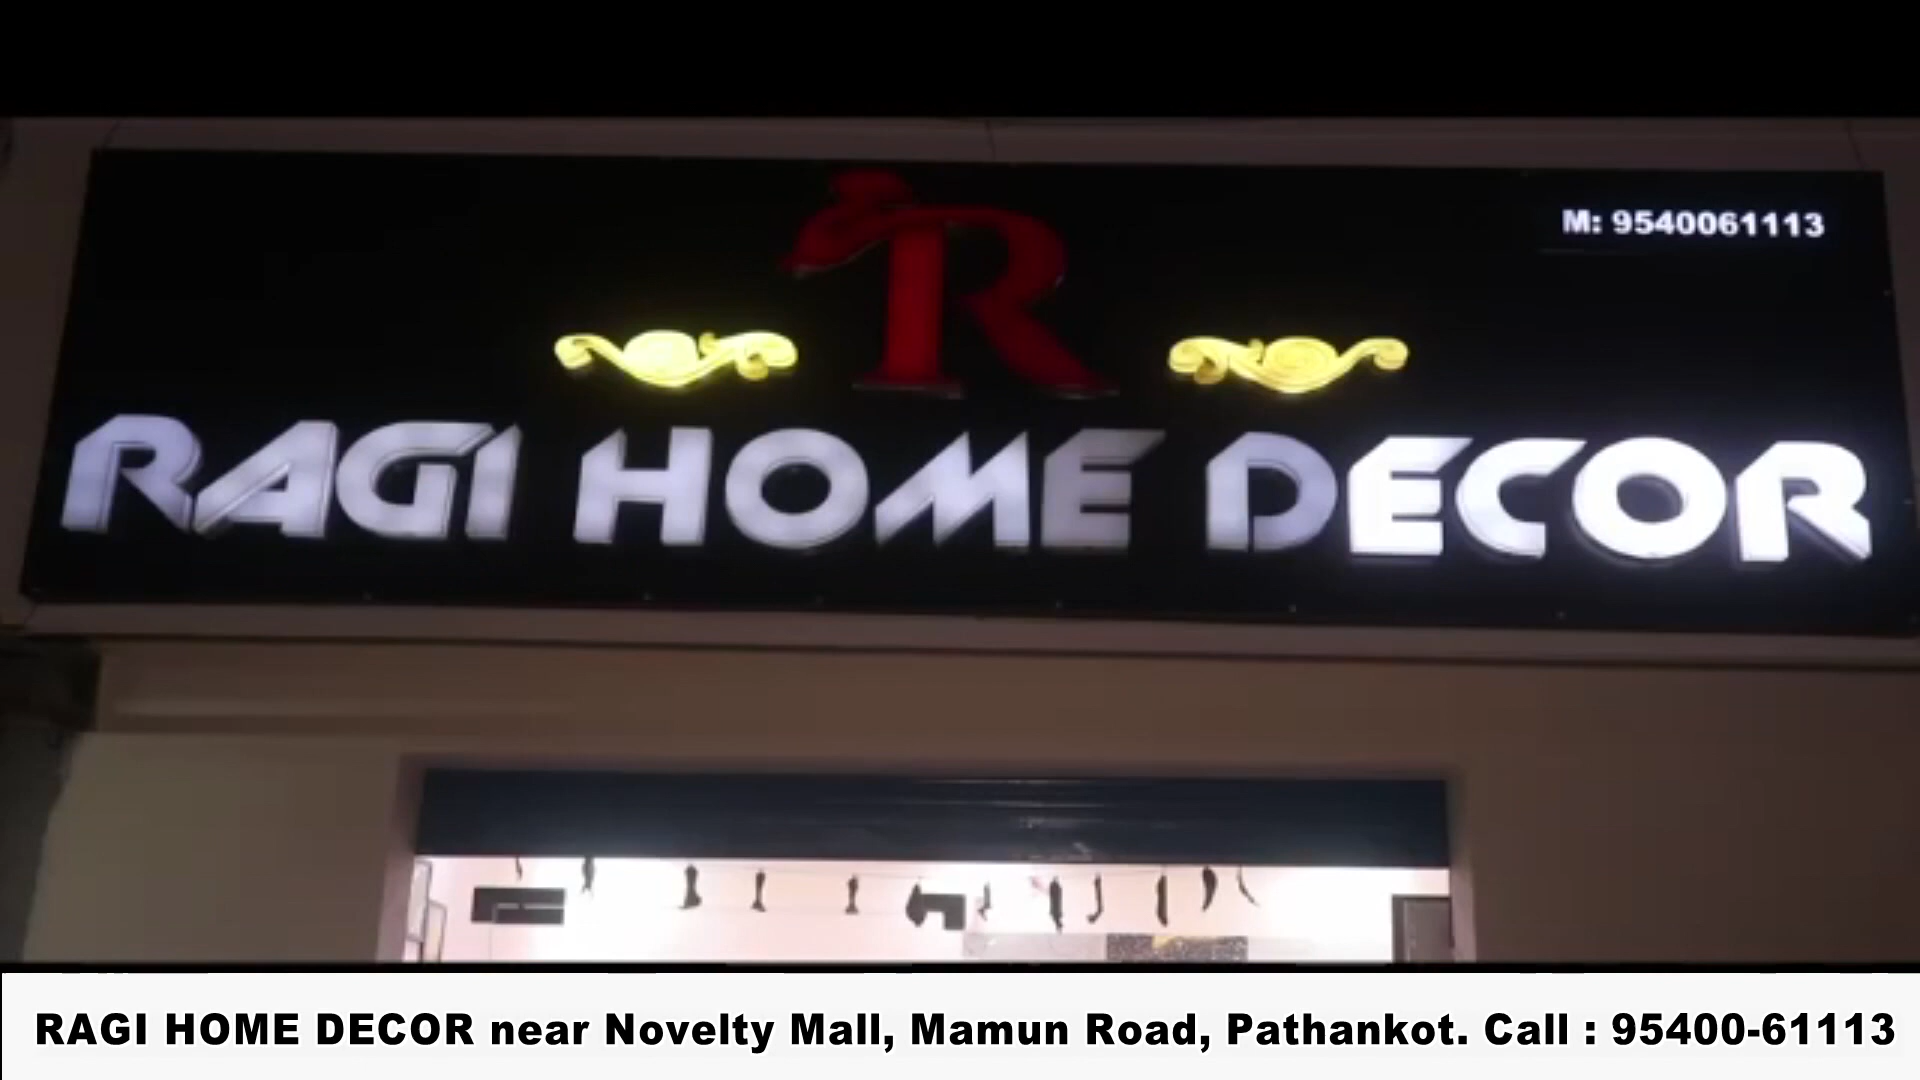 R
M: 9540061113
RAGI HOME DECOR
RAGI HOME DECOR near Novelty Mall, Mamun Road, Pathankot. Call : 95400-61113